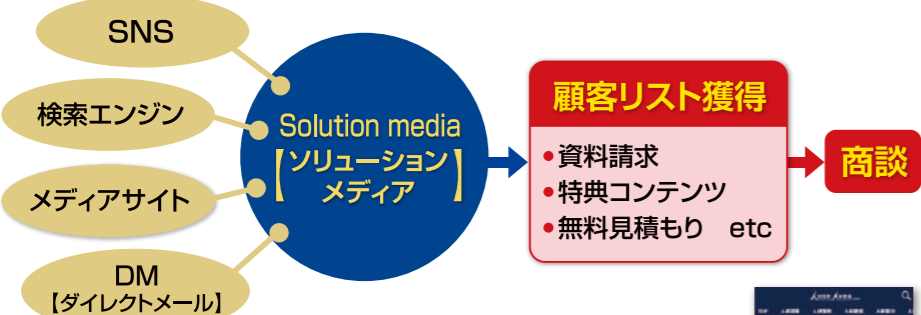 SNS
検索エンジン
メディアサイト
DM
【ダイレクトメール】
Solution media
【ソリューション
メディア】
顧客リスト獲得
•資料請求
•特典コンテンツ
•無料見積もり etc
商談